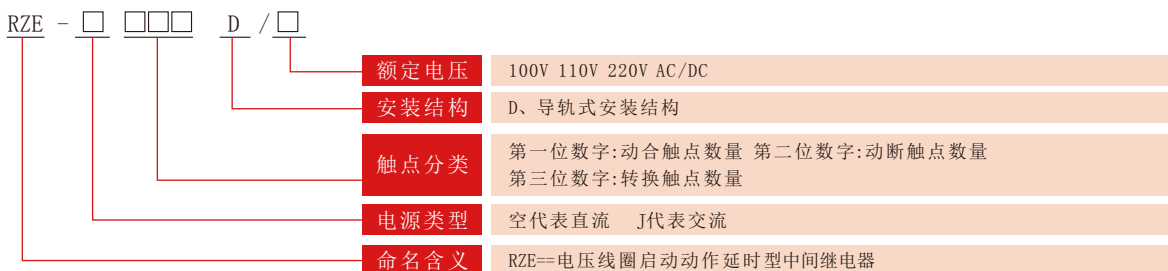 RZE - □ □□□ D /□
额定电压 100V 110V 220V AC/DC
安装结构 D、导轨式安装结构
触点分类 第一位数字:动合触点数量 第二位数字:动断触点数量
第三位数字:转换触点数量
电源类型 空代表直流 J代表交流
命名含义 RZE==电压线圈启动动作延时型中间继电器